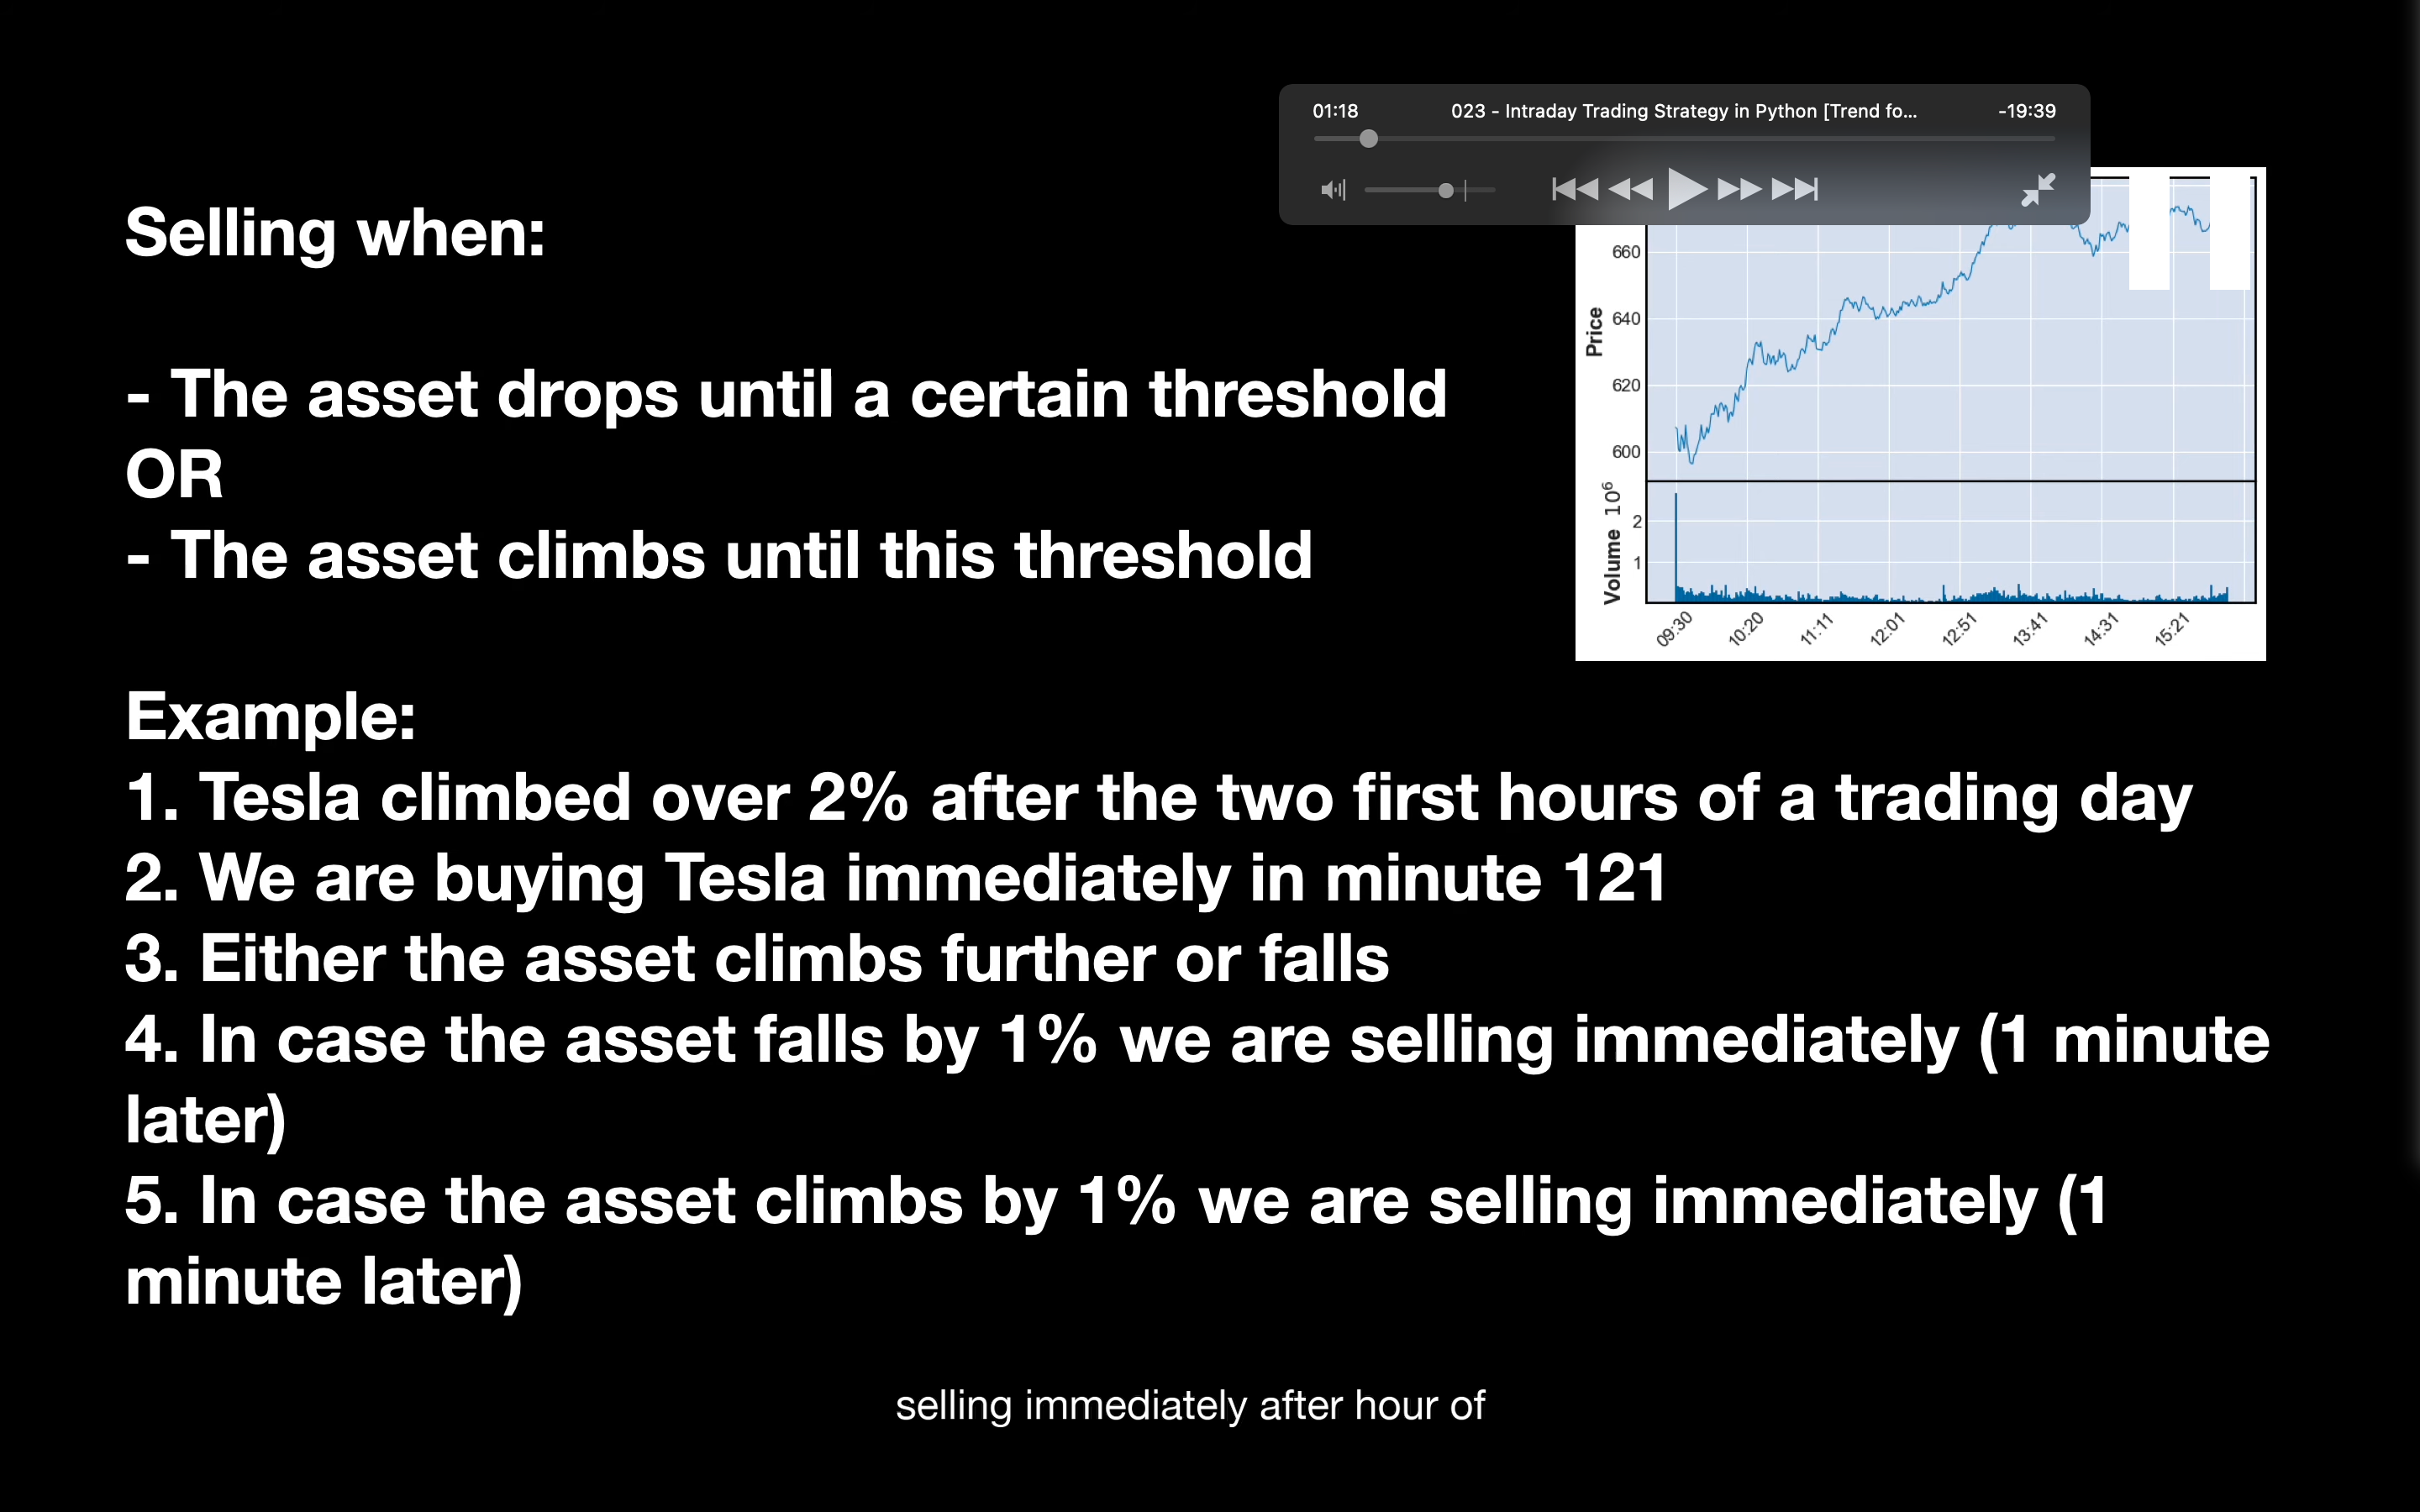 01:18 023 - Intraday Trading Strategy in Python [Trend fo... -19:39
Selling when:
- The asset drops until a certain threshold
OR
- The asset climbs until this threshold
Price
660
640
620
600
Volume 10⁶
2
1
09:30 10:20 11:11 12:01 12:51 13:41 14:31 15:21
Example:
1. Tesla climbed over 2% after the two first hours of a trading day
2. We are buying Tesla immediately in minute 121
3. Either the asset climbs further or falls
4. In case the asset falls by 1% we are selling immediately (1 minute
later)
5. In case the asset climbs by 1% we are selling immediately (1
minute later)
selling immediately after hour of